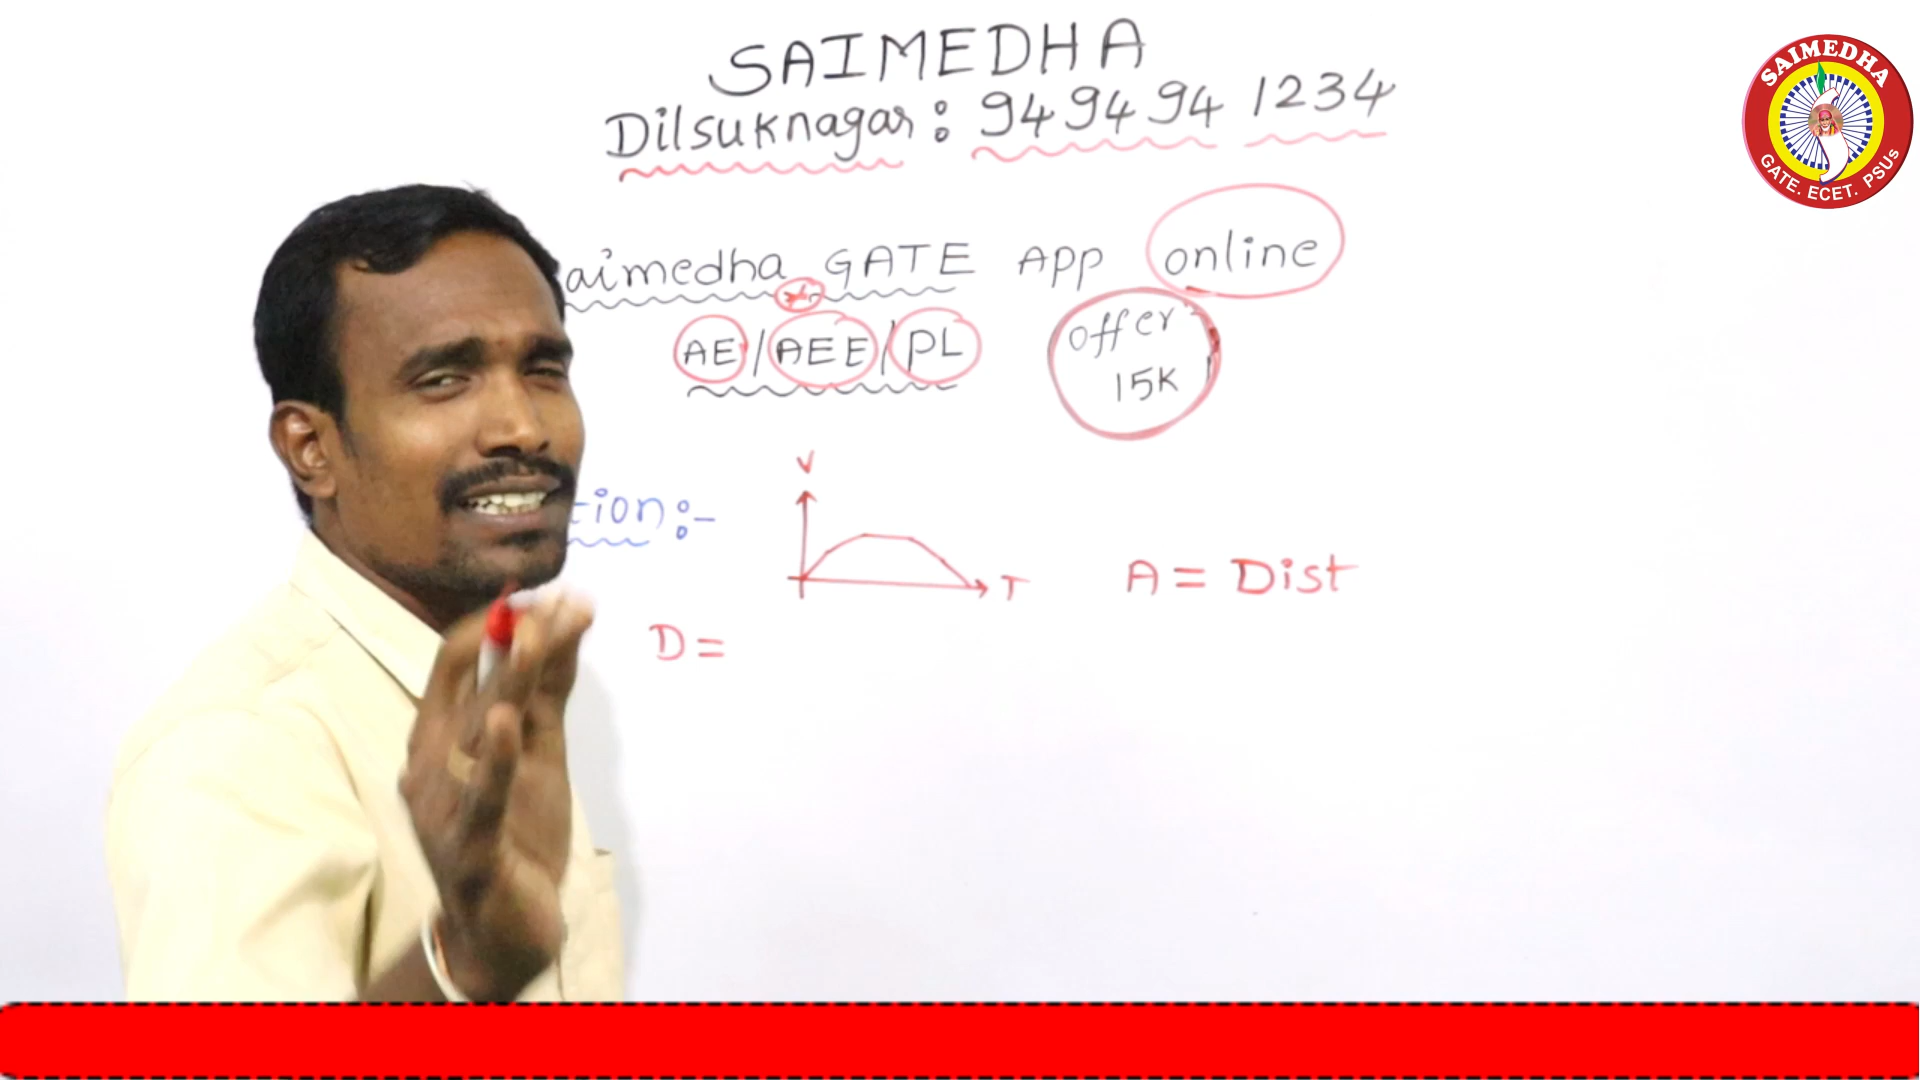 SAIMEDHA
Dilsuknagar : 94 94 94 1234
SAIMEDHA
GATE. ECET. PSUs
aimedha GATE APP online
AE/AEE/PL offer 15K
tion :-
V
T
A = Dist
D =